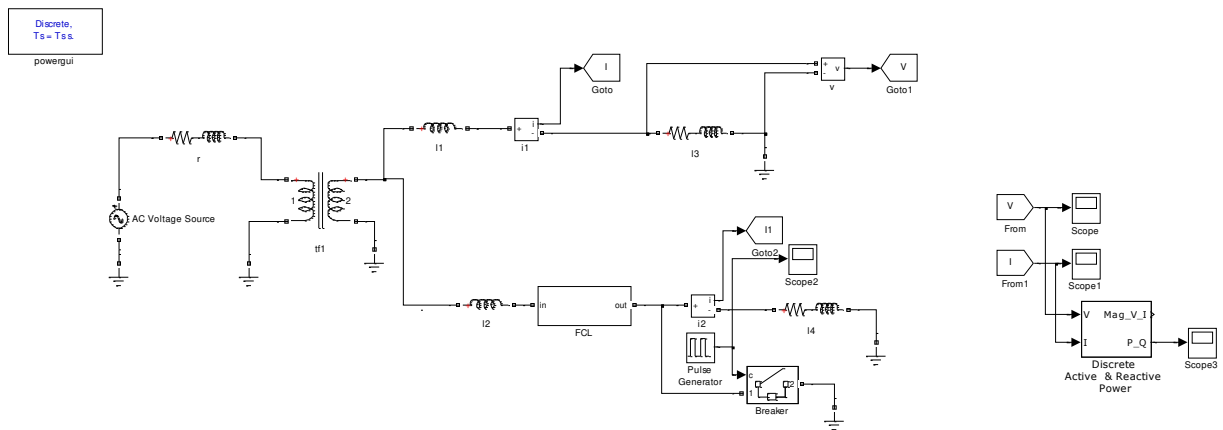 Discrete,
Ts = Tss.
powergui
r
AC Voltage Source
1
2
tf1
l1
+
i
-
i1
I
Goto
l3
+
-
v
v
V
Goto1
l2
in
out
FCL
I1
Goto2
Scope2
+
i
-
i2
l4
Pulse
Generator
c
1
2
Breaker
V
From
Scope
I
From1
Scope1
V
I
Mag_V_I
P_Q
Discrete
Active & Reactive
Power
Scope3